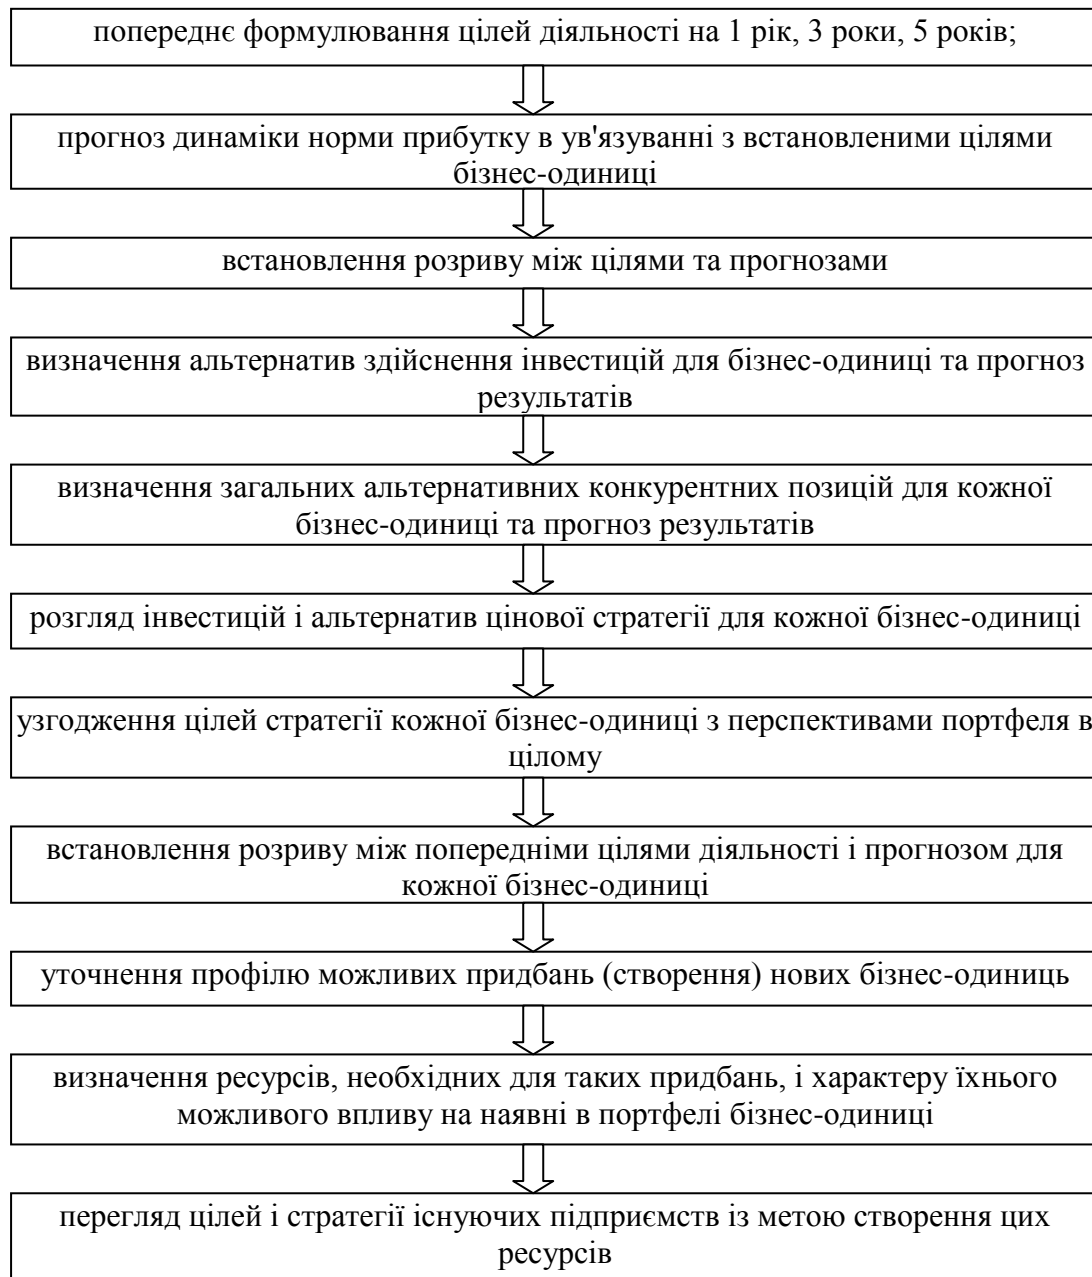 попереднє формулювання цілей діяльності на 1 рік, 3 роки, 5 років;
прогноз динаміки норми прибутку в ув'язуванні з встановленими цілями
бізнес-одиниці
встановлення розриву між цілями та прогнозами
визначення альтернатив здійснення інвестицій для бізнес-одиниці та прогноз
результатів
визначення загальних альтернативних конкурентних позицій для кожної
бізнес-одиниці та прогноз результатів
розгляд інвестицій і альтернатив цінової стратегії для кожної бізнес-одиниці
узгодження цілей стратегії кожної бізнес-одиниці з перспективами портфеля в
цілому
встановлення розриву між попередніми цілями діяльності і прогнозом для
кожної бізнес-одиниці
уточнення профілю можливих придбань (створення) нових бізнес-одиниць
визначення ресурсів, необхідних для таких придбань, і характеру їхнього
можливого впливу на наявні в портфелі бізнес-одиниці
перегляд цілей і стратегії існуючих підприємств із метою створення цих
ресурсів